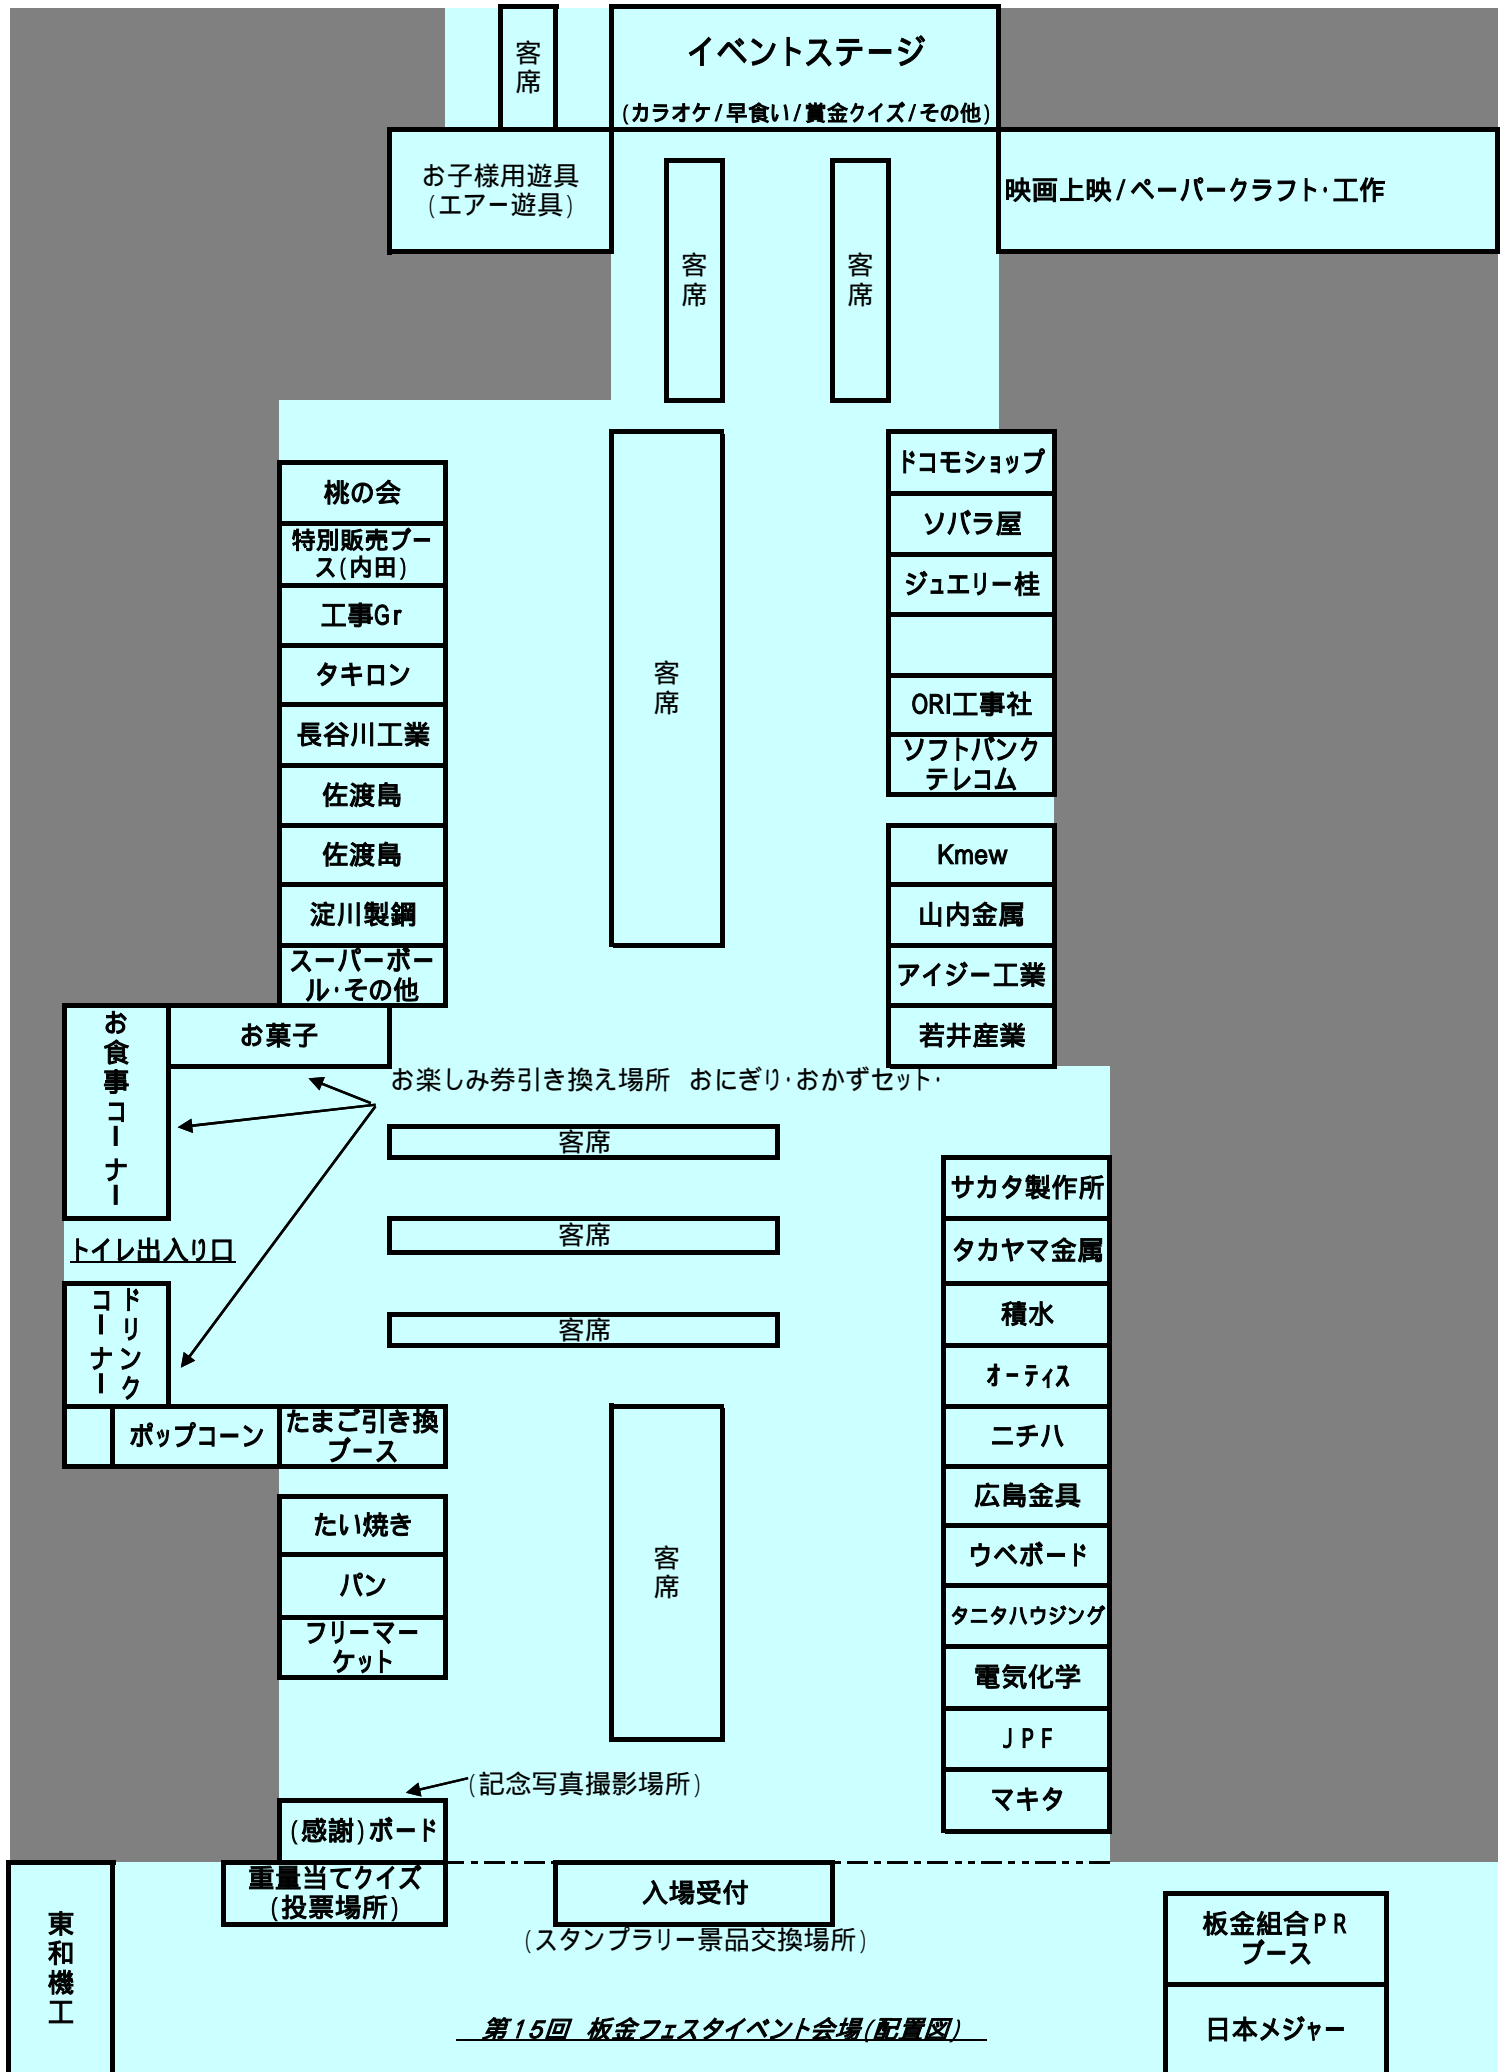 客
席
イベントステージ
(カラオケ/早食い/賞金クイズ/その他)
お子様用遊具
(エアー遊具)
映画上映/ペーパークラフト・工作
客
席
客
席
桃の会
特別販売ブー
ス(内田)
工事Gr
タキロン
長谷川工業
佐渡島
佐渡島
淀川製鋼
スーパーボー
ル・その他
客
席
ドコモショップ
ソバラ屋
ジュエリー桂
ORI工事社
ソフトバンク
テレコム
Kmew
山内金属
アイジー工業
若井産業
お食事コーナー
お菓子
お楽しみ券引き換え場所 おにぎり・おかずセット・
客席
客席
客席
トイレ出入り口
ドリンク
コーナー
ポップコーン
たまご引き換
ブース
たい焼き
パン
フリーマー
ケット
客
席
サカタ製作所
タカヤマ金属
積水
オーティス
ニチハ
広島金具
ウベボード
タニタハウジング
電気化学
JPF
マキタ
(記念写真撮影場所)
(感謝)ボード
重量当てクイズ
(投票場所)
入場受付
(スタンプラリー景品交換場所)
東
和
機
工
板金組合PR
ブース
日本メジャー
第15回 板金フェスタイベント会場(配置図)